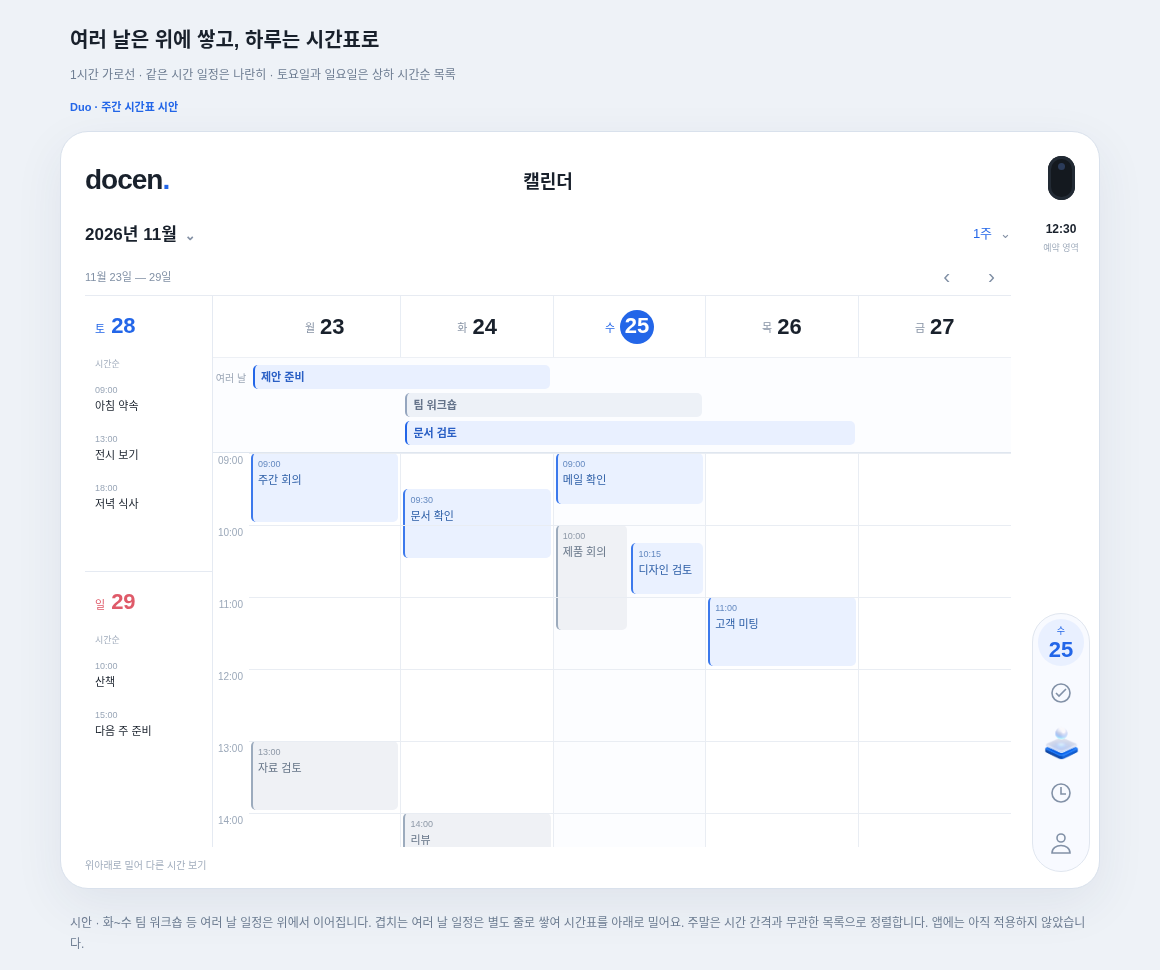 여러 날은 위에 쌓고, 하루는 시간표로
1시간 가로선 · 같은 시간 일정은 나란히 · 토요일과 일요일은 상하 시간순 목록
Duo · 주간 시간표 시안
docen.
캘린더
2026년 11월
1주
12:30
예약 영역
11월 23일 — 29일
토 28
시간순
09:00
아침 약속
13:00
전시 보기
18:00
저녁 식사
일 29
시간순
10:00
산책
15:00
다음 주 준비
월 23
화 24
수 25
목 26
금 27
여러 날
제안 준비
팀 워크숍
문서 검토
09:00
10:00
11:00
12:00
13:00
14:00
09:00
주간 회의
13:00
자료 검토
09:30
문서 확인
14:00
리뷰
09:00
메일 확인
10:00
제품 회의
10:15
디자인 검토
11:00
고객 미팅
수
25
위아래로 밀어 다른 시간 보기
시안 · 화~수 팀 워크숍 등 여러 날 일정은 위에서 이어집니다. 겹치는 여러 날 일정은 별도 줄로 쌓여 시간표를 아래로 밀어요. 주말은 시간 간격과 무관한 목록으로 정렬합니다. 앱에는 아직 적용하지 않았습니
다.